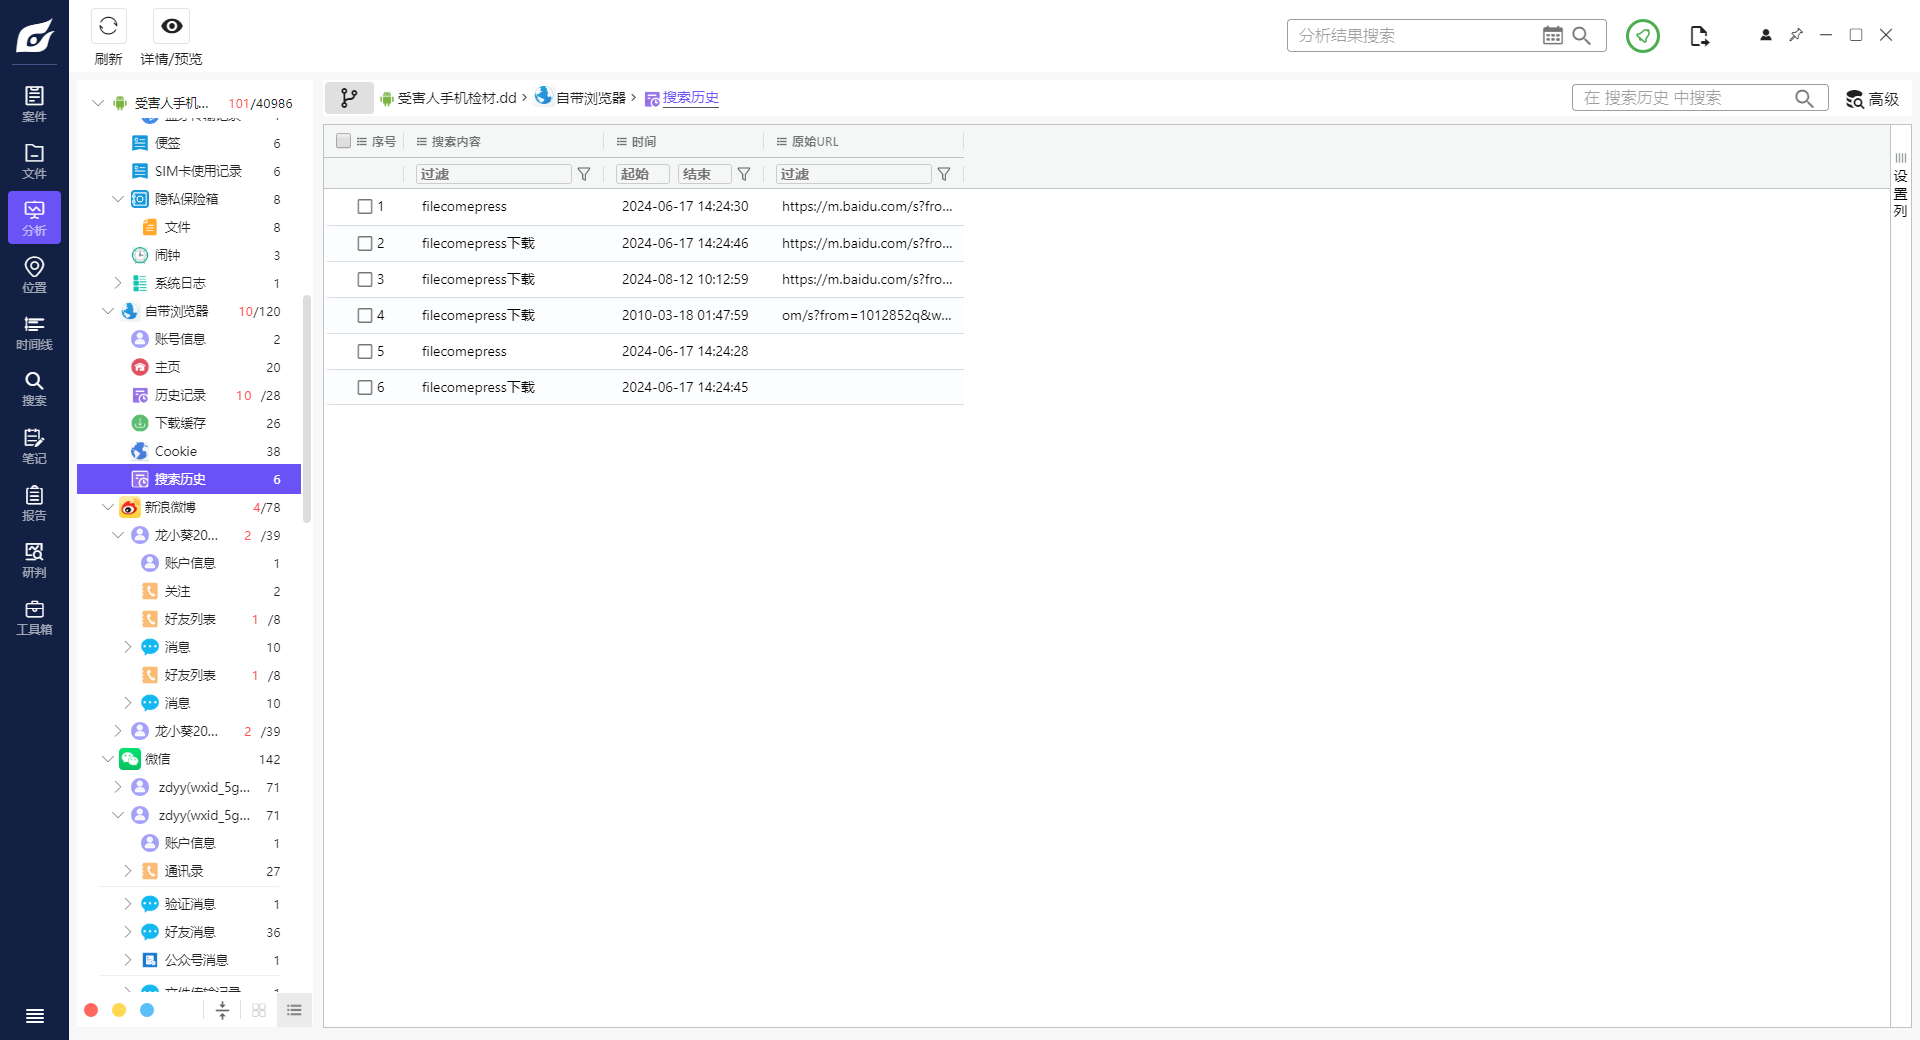 刷新
详情/预览
分析结果搜索
案件
文件
分析
位置
时间线
搜索
笔记
报告
研判
工具箱
受害人手机... 101/40986
便签 6
SIM卡使用记录 6
隐私保险箱 8
文件 8
闹钟 3
系统日志 1
自带浏览器 10/120
账号信息 2
主页 20
历史记录 10 /28
下载缓存 26
Cookie 38
搜索历史 6
新浪微博 4/78
龙小葵20... 2 /39
账户信息 1
关注 2
好友列表 1 /8
消息 10
好友列表 1 /8
消息 10
龙小葵20... 2 /39
微信 142
zdyy(wxid_5g... 71
zdyy(wxid_5g... 71
账户信息 1
通讯录 27
验证消息 1
好友消息 36
公众号消息 1
文件传输记录 1
受害人手机检材.dd › 自带浏览器 › 搜索历史
在 搜索历史 中搜索
高级
序号 搜索内容 时间 原始URL
过滤 起始 结束 过滤
1 filecomepress 2024-06-17 14:24:30 https://m.baidu.com/s?fro...
2 filecomepress下载 2024-06-17 14:24:46 https://m.baidu.com/s?fro...
3 filecomepress下载 2024-08-12 10:12:59 https://m.baidu.com/s?fro...
4 filecomepress下载 2010-03-18 01:47:59 om/s?from=1012852q&w...
5 filecomepress 2024-06-17 14:24:28
6 filecomepress下载 2024-06-17 14:24:45
设置列